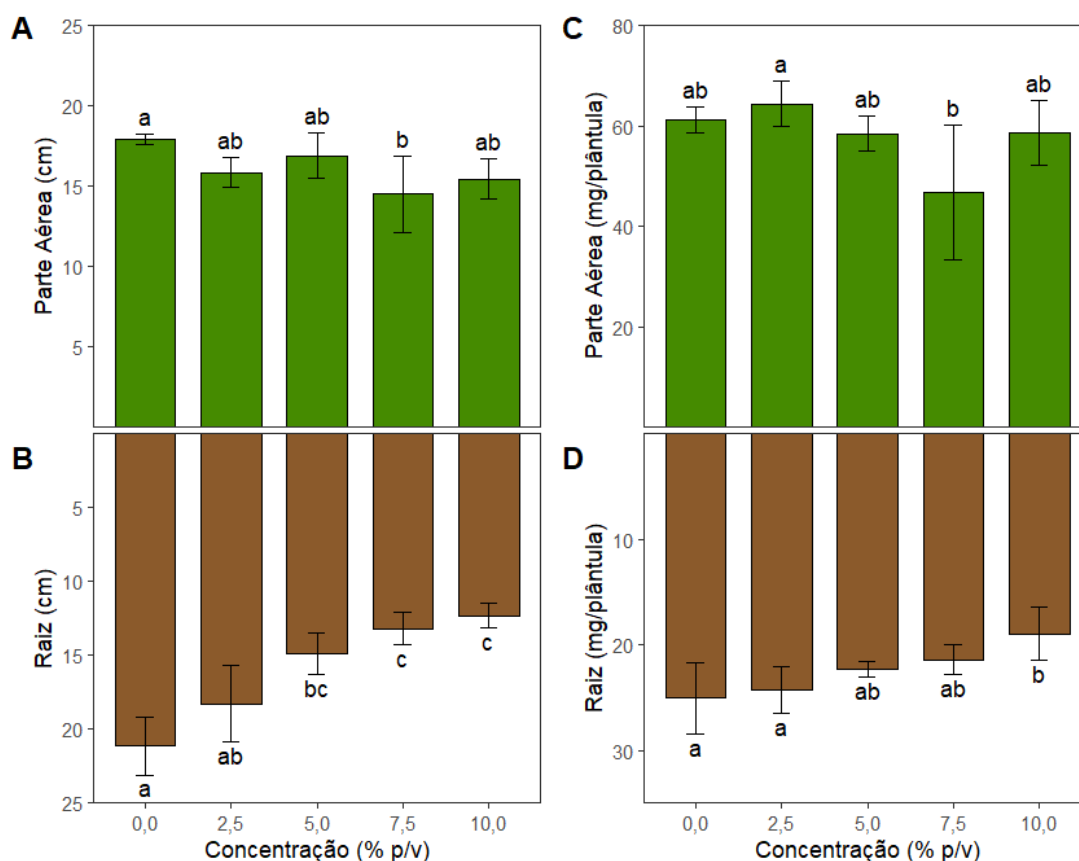 A
25
20
15
10
5
Parte Aérea (cm)
a
ab
ab
b
ab
B
5
10
15
20
25
Raiz (cm)
a
ab
bc
c
c
0,0
2,5
5,0
7,5
10,0
Concentração (% p/v)
C
80
60
40
20
Parte Aérea (mg/plântula)
ab
a
ab
b
ab
D
10
20
30
Raiz (mg/plântula)
a
a
ab
ab
b
0,0
2,5
5,0
7,5
10,0
Concentração (% p/v)